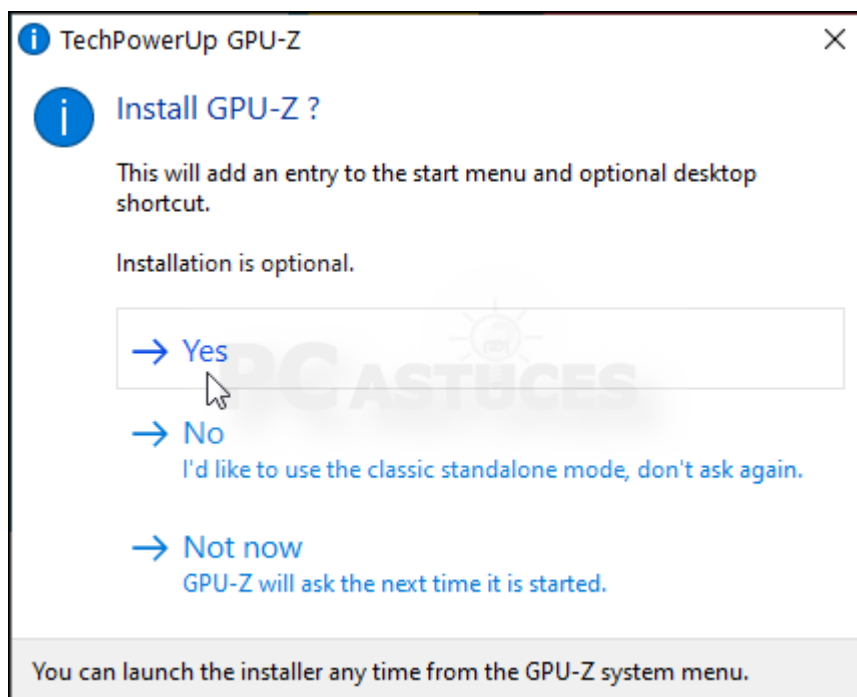 TechPowerUp GPU-Z
Install GPU-Z ?
This will add an entry to the start menu and optional desktop
shortcut.
Installation is optional.
Yes
PC ASTUCES
No
I'd like to use the classic standalone mode, don't ask again.
Not now
GPU-Z will ask the next time it is started.
You can launch the installer any time from the GPU-Z system menu.